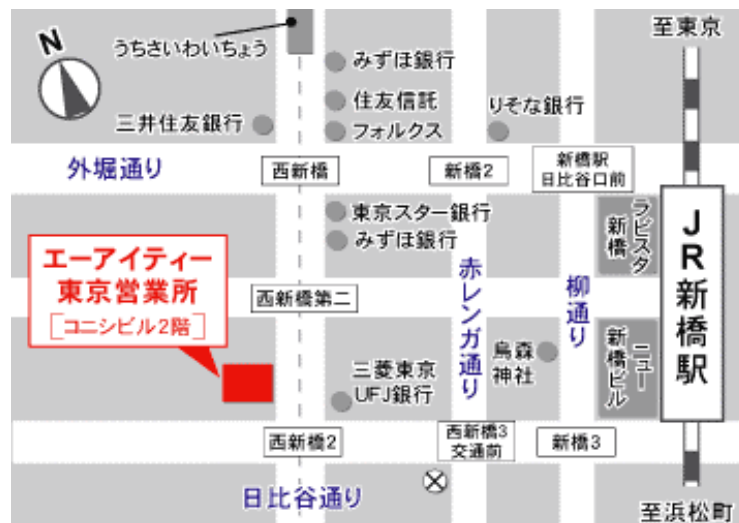 N
うちさいわいちょう
みずほ銀行
至東京
住友信託
りそな銀行
三井住友銀行
フォルクス
外堀通り
西新橋
新橋2
新橋駅
日比谷口前
東京スター銀行
みずほ銀行
ラビスタ
新橋
JR新橋駅
エーアイティー
東京営業所
[コニシビル2階]
西新橋第二
赤レンガ通り
柳通り
烏森
神社
ニュー
新橋ビル
三菱東京
UFJ銀行
西新橋2
西新橋3
交通前
新橋3
日比谷通り
至浜松町